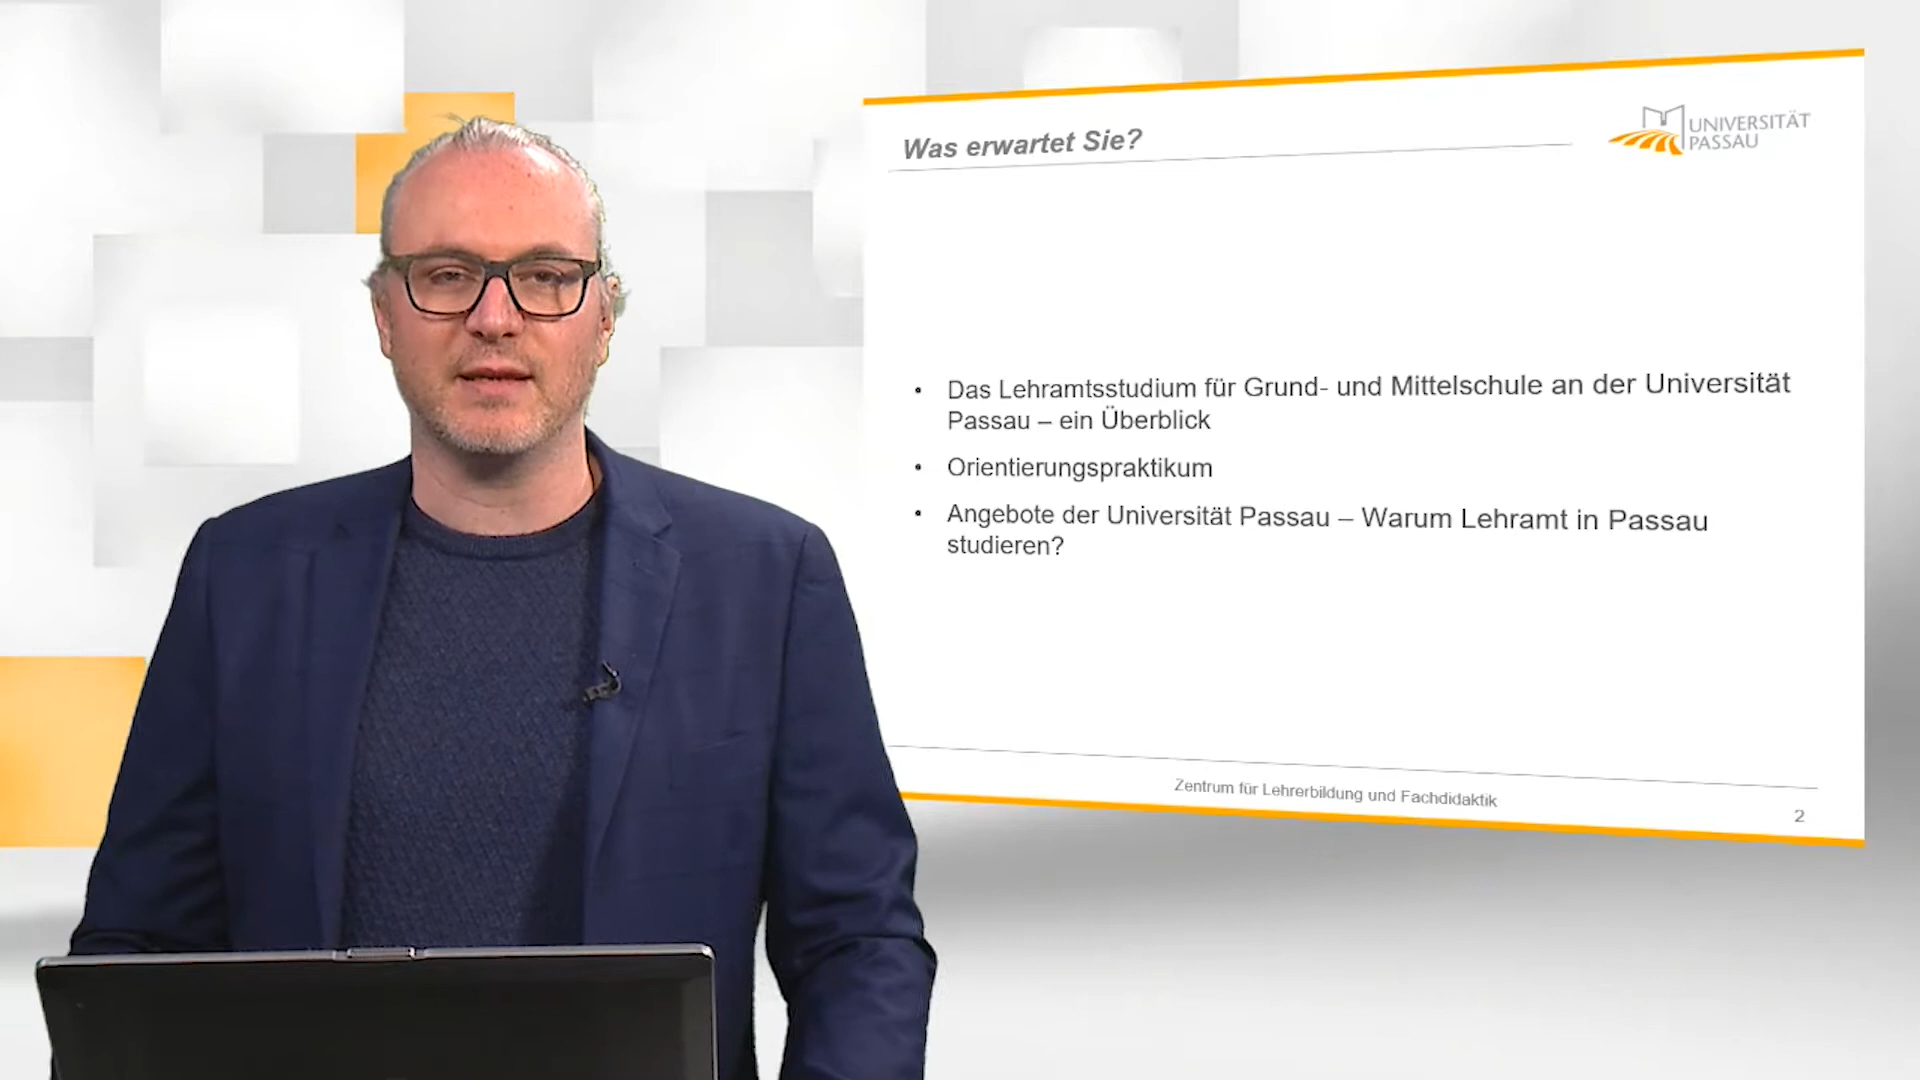 Was erwartet Sie?
UNIVERSITÄT
PASSAU
• Das Lehramtsstudium für Grund- und Mittelschule an der Universität
Passau – ein Überblick
• Orientierungspraktikum
• Angebote der Universität Passau – Warum Lehramt in Passau
studieren?
Zentrum für Lehrerbildung und Fachdidaktik
2